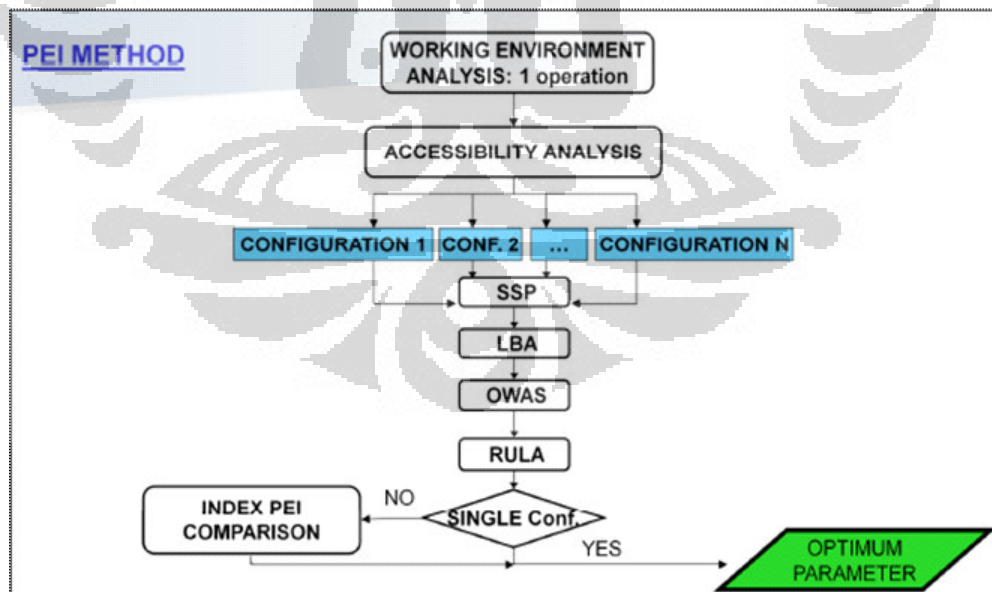 PEI METHOD
WORKING ENVIRONMENT
ANALYSIS: 1 operation
ACCESSIBILITY ANALYSIS
CONFIGURATION 1
CONF. 2
...
CONFIGURATION N
SSP
LBA
OWAS
RULA
SINGLE Conf.
NO
INDEX PEI
COMPARISON
YES
OPTIMUM
PARAMETER